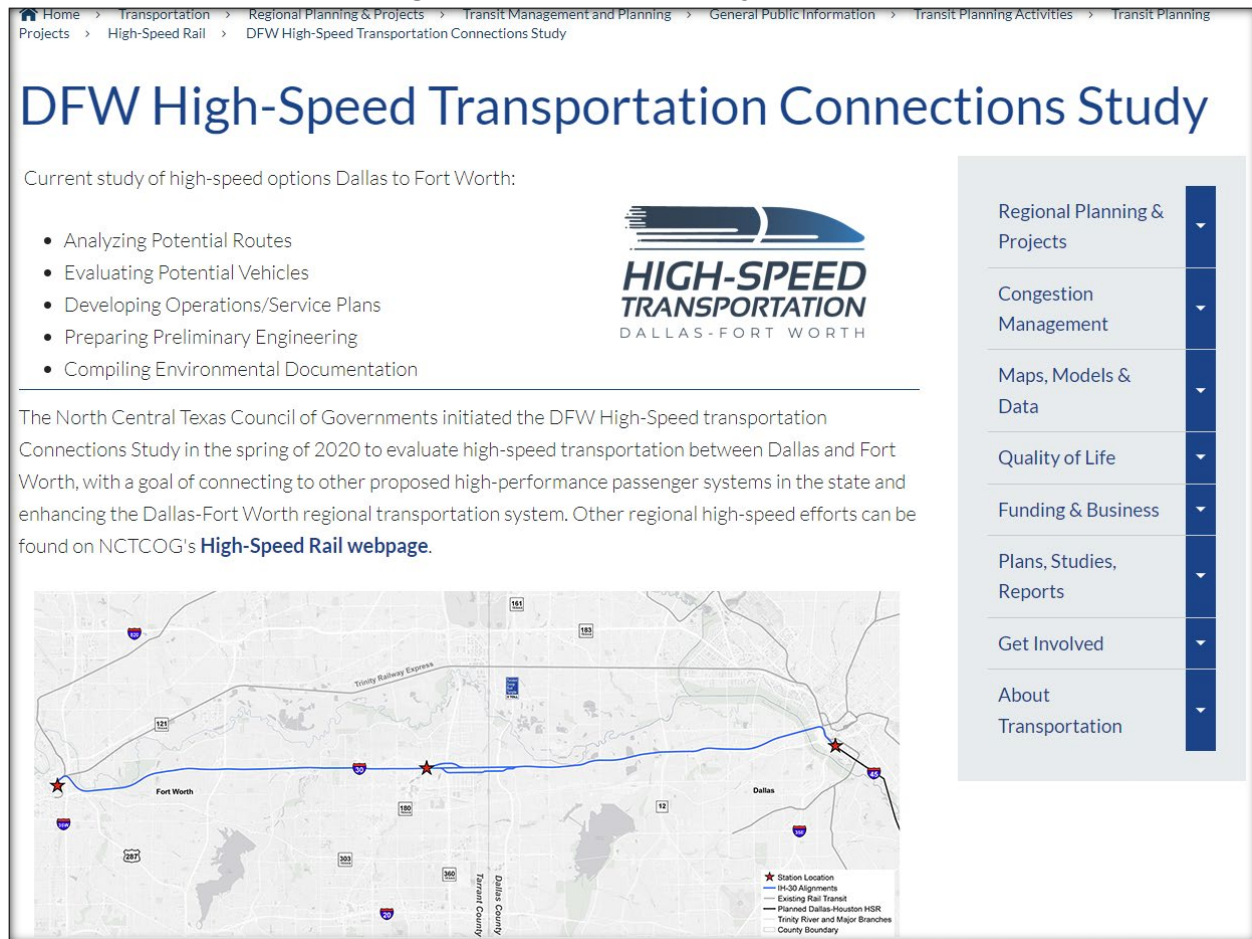 Home > Transportation > Regional Planning & Projects > Transit Management and Planning > General Public Information > Transit Planning Activities > Transit Planning
Projects > High-Speed Rail > DFW High-Speed Transportation Connections Study
DFW High-Speed Transportation Connections Study
Current study of high-speed options Dallas to Fort Worth:
• Analyzing Potential Routes
• Evaluating Potential Vehicles
• Developing Operations/Service Plans
• Preparing Preliminary Engineering
• Compiling Environmental Documentation
HIGH-SPEED
TRANSPORTATION
DALLAS-FORT WORTH
The North Central Texas Council of Governments initiated the DFW High-Speed transportation
Connections Study in the spring of 2020 to evaluate high-speed transportation between Dallas and Fort
Worth, with a goal of connecting to other proposed high-performance passenger systems in the state and
enhancing the Dallas-Fort Worth regional transportation system. Other regional high-speed efforts can be
found on NCTCOG's High-Speed Rail webpage.
Regional Planning &
Projects
Congestion
Management
Maps, Models &
Data
Quality of Life
Funding & Business
Plans, Studies,
Reports
Get Involved
About
Transportation
161
820
183
Trinity Railway Express
121
30
45
Fort Worth
Dallas
180
12
35W
35E
287
303
360
20
Tarrant County
Dallas County
Station Location
IH-30 Alignments
Existing Rail Transit
Planned Dallas-Houston HSR
Trinity River and Major Branches
County Boundary